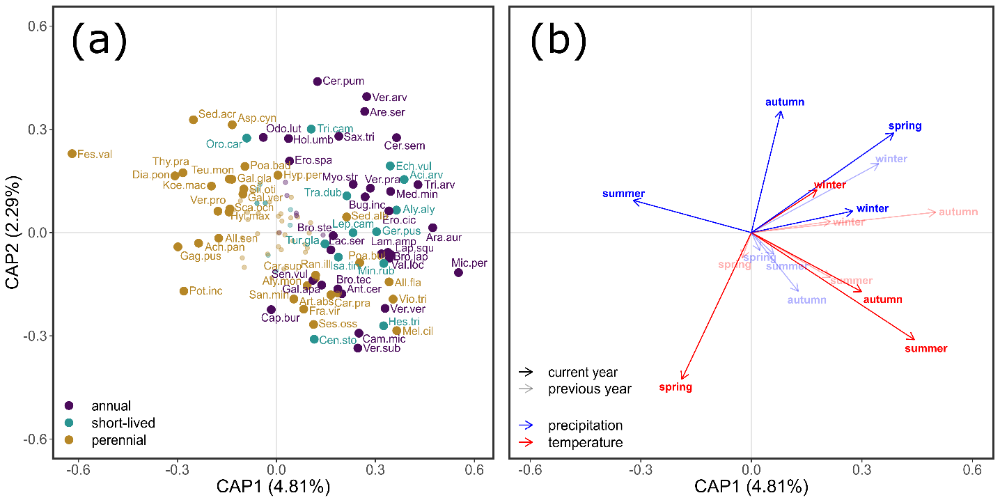 (a)
0.6
0.3
0.0
-0.3
-0.6
CAP2 (2.29%)
Cer.pum
Ver.arv
Are.ser
Sed.acr
Asp.cyn
Odo.lut
Tri.cam
Oro.car
Hol.umb
Sax.tri
Cer.sem
Fes.val
Thy.pra
Ero.spa
Dia.pon
Teu.mon
Poa.bad
Hyp.per
Myo.str
Ver.pra
Ech.vul
Aci.arv
Koe.mac
Gal.gla
Sil.oti
Gal.ver
Tra.dub
Tri.arv
Med.min
Ver.pro
Sca.och
Hyl.max
Bug.inc
Aly.aly
Sed.alb
Ero.cic
Bro.ste
Lep.cam
Ger.pus
Ara.aur
All.sen
Ach.pan
Gag.pus
Tur.gla
Lac.ser
Lam.amp
Lap.squ
Bro.jap
Val.loc
Mic.per
Car.sup
Ran.ill
Isa.tin
Poa.bul
Min.rub
Sen.vul
Aly.mon
Gal.apa
Bro.tec
Ant.cer
All.fla
Pot.inc
San.min
Art.abs
Car.pra
Vio.tri
Cap.bur
Fra.vir
Ver.ver
Ses.oss
Hes.tri
Mel.cil
Cen.sto
Cam.mic
Ver.sub
annual
short-lived
perennial
-0.6
-0.3
0.0
0.3
0.6
CAP1 (4.81%)
(b)
autumn
spring
winter
winter
summer
winter
autumn
winter
spring
spring
summer
summer
autumn
autumn
summer
spring
current year
previous year
precipitation
temperature
-0.6
-0.3
0.0
0.3
0.6
CAP1 (4.81%)